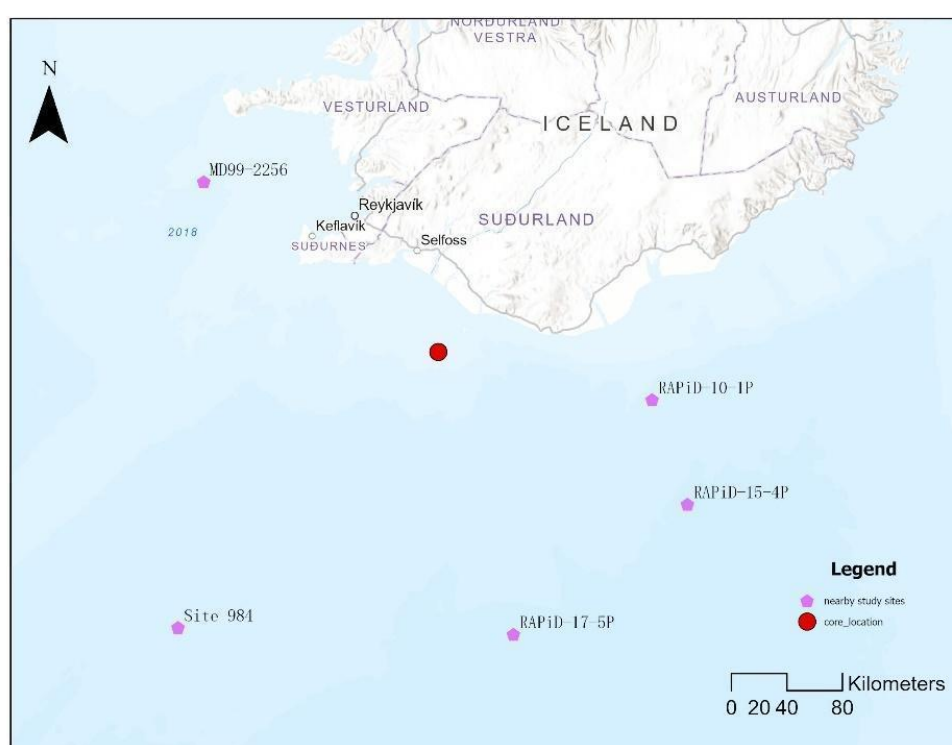 NORÐURLAND
VESTRA
N
VESTURLAND
AUSTURLAND
ICELAND
MD99-2256
Reykjavík
SUÐURLAND
2018
Keflavík
Selfoss
SUÐURNES
RAPiD-10-1P
RAPiD-15-4P
Legend
nearby study sites
core_location
Site 984
RAPiD-17-5P
Kilometers
0 20 40 80